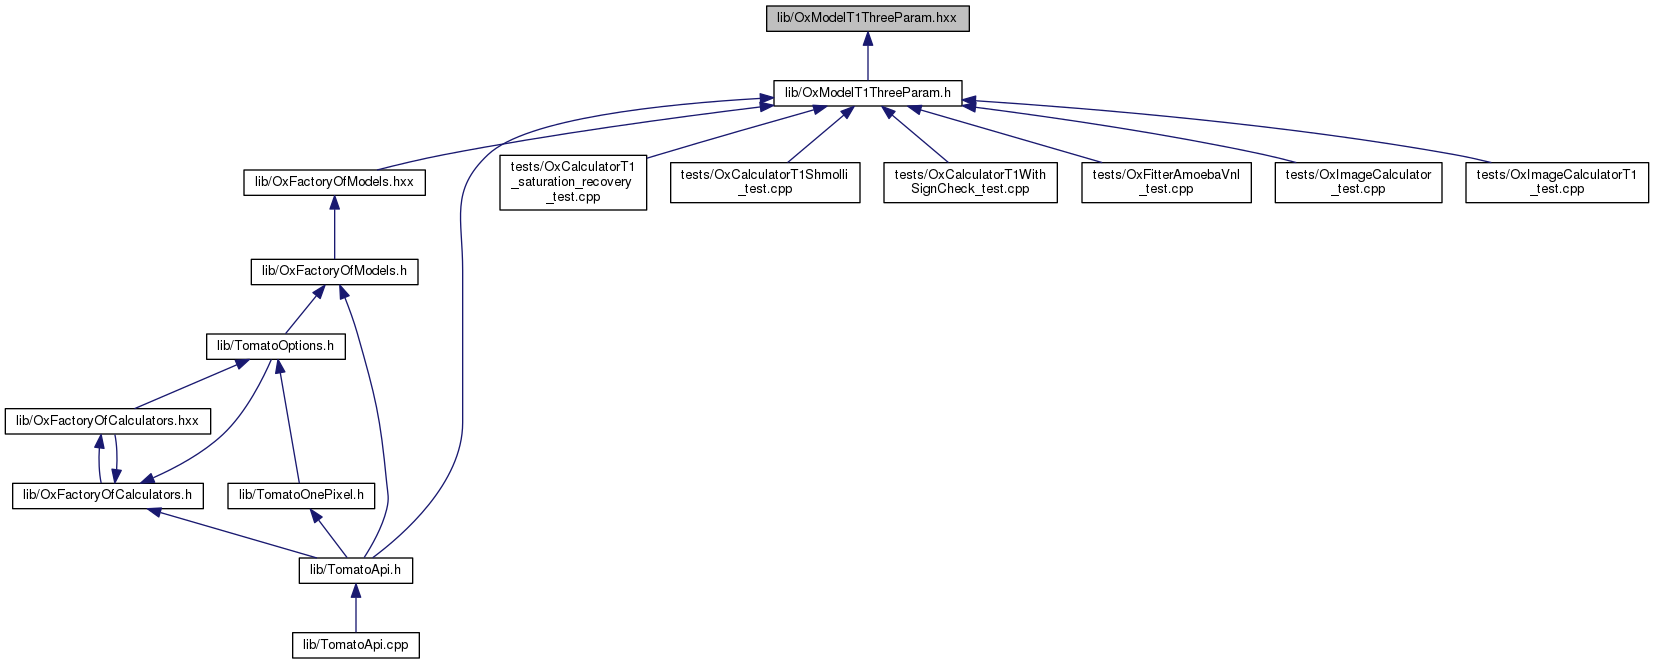 lib/OxModelT1ThreeParam.hxx
lib/OxModelT1ThreeParam.h
lib/OxFactoryOfModels.hxx
tests/OxCalculatorT1
_saturation_recovery
_test.cpp
tests/OxCalculatorT1Shmolli
_test.cpp
tests/OxCalculatorT1With
SignCheck_test.cpp
tests/OxFitterAmoebaVnl
_test.cpp
tests/OxImageCalculator
_test.cpp
tests/OxImageCalculatorT1
_test.cpp
lib/OxFactoryOfModels.h
lib/TomatoOptions.h
lib/OxFactoryOfCalculators.hxx
lib/OxFactoryOfCalculators.h
lib/TomatoOnePixel.h
lib/TomatoApi.h
lib/TomatoApi.cpp